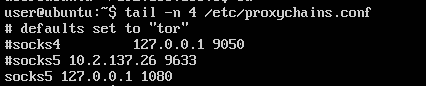 user@ubuntu:~$ tail -n 4 /etc/proxychains.conf
# defaults set to "tor"
#socks4 127.0.0.1 9050
#socks5 10.2.137.26 9633
socks5 127.0.0.1 1080